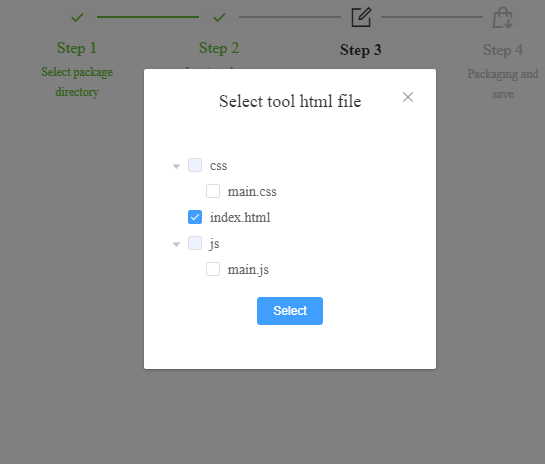 Step 1
Step 2
Step 3
Step 4
Select package
directory
Packaging and
save
Select tool html file
css
main.css
index.html
js
main.js
Select